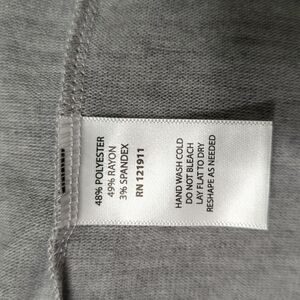 48% POLYESTER
49% RAYON
3% SPANDEX
RN 121911
HAND WASH COLD
DO NOT BLEACH
LAY FLAT TO DRY
RESHAPE AS NEEDED